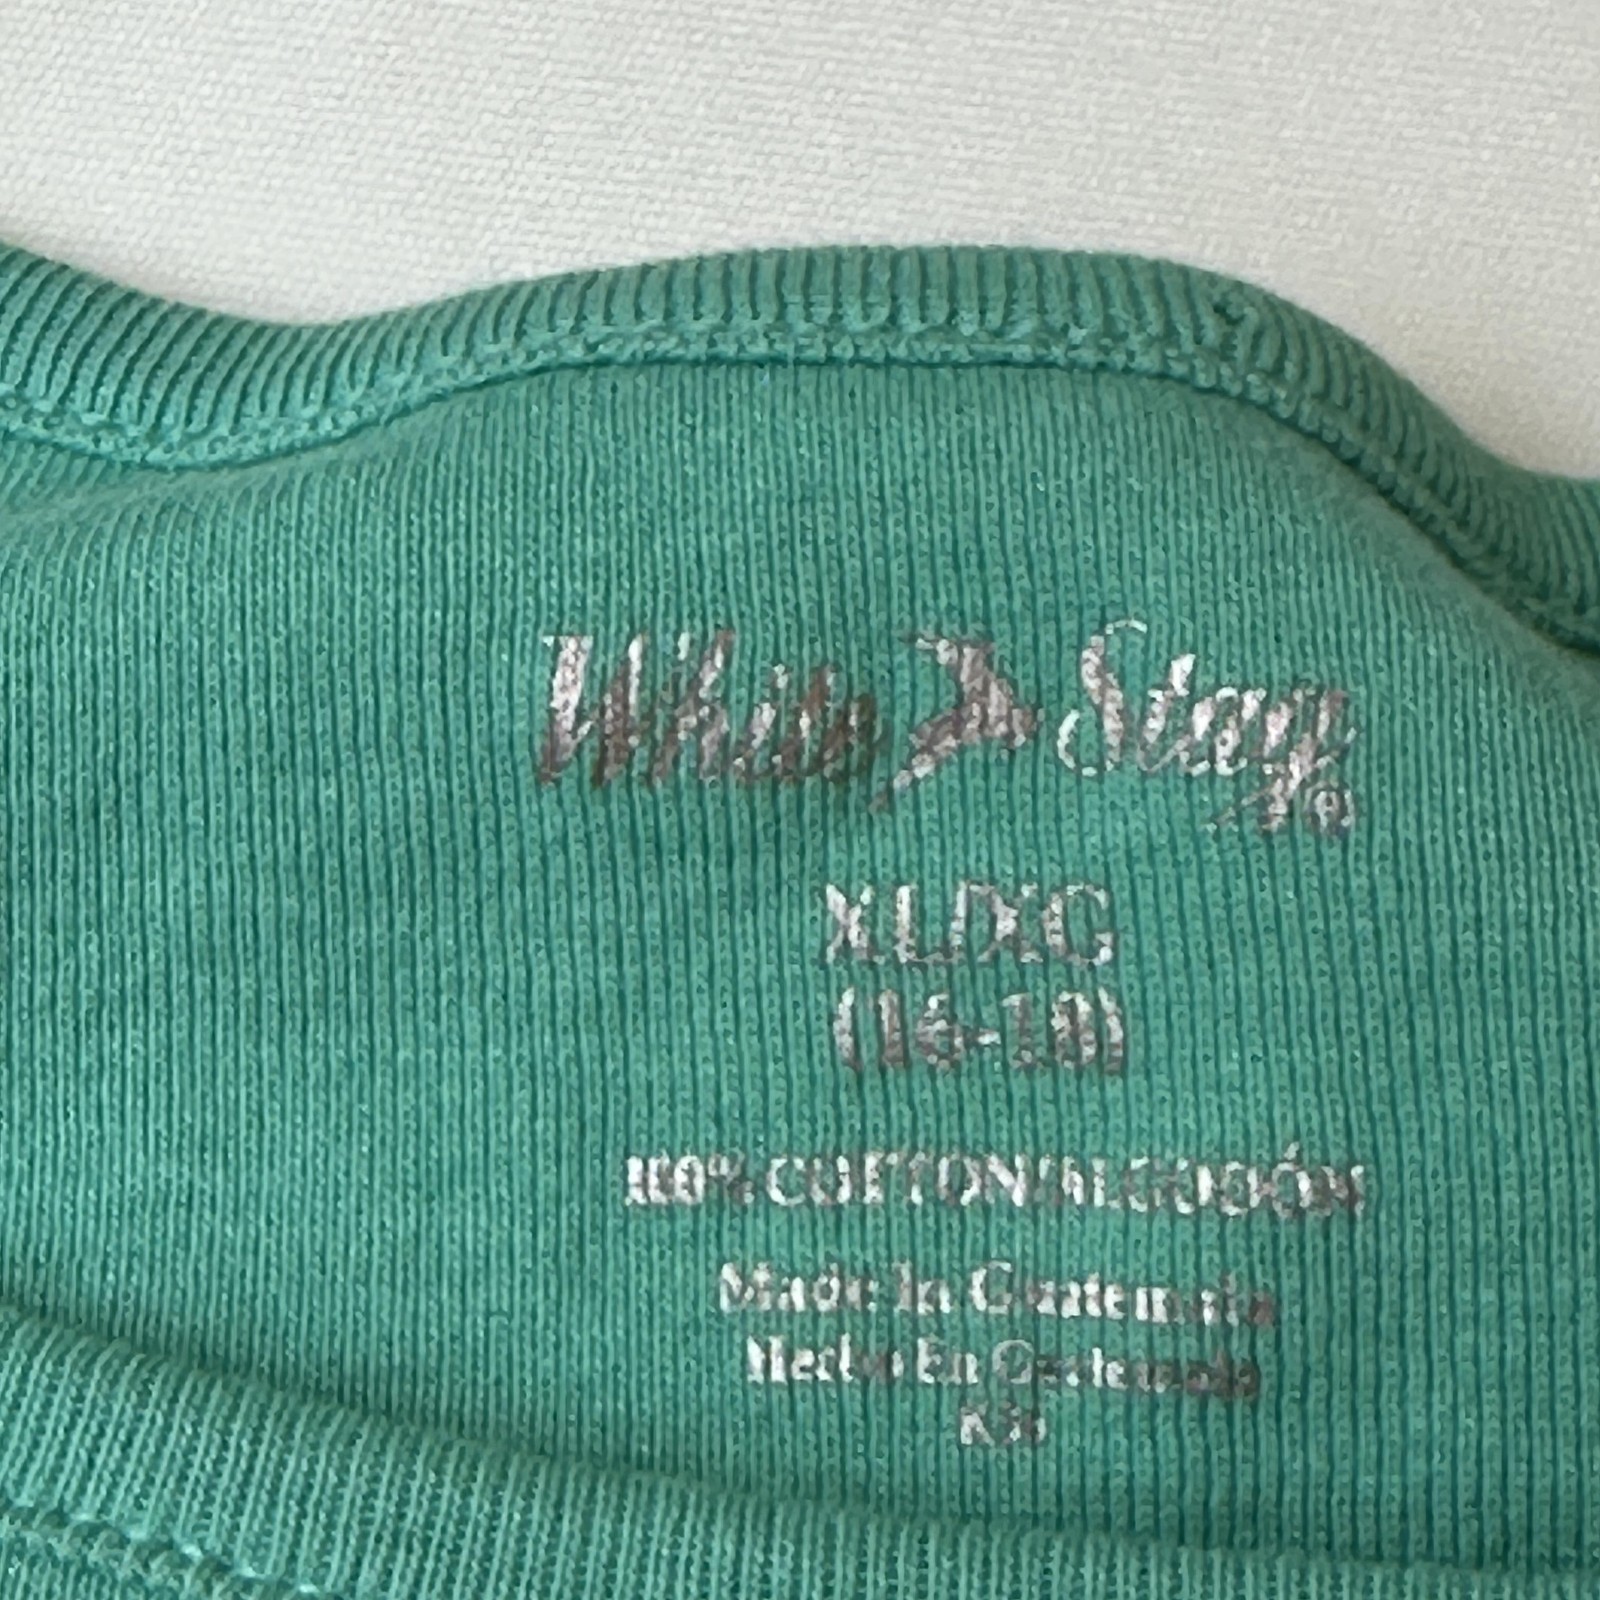 White Stag®
XL/XG
(16-18)
100% COTTON/ALGODÓN
Made In Guatemala
Hecho En Guatemala